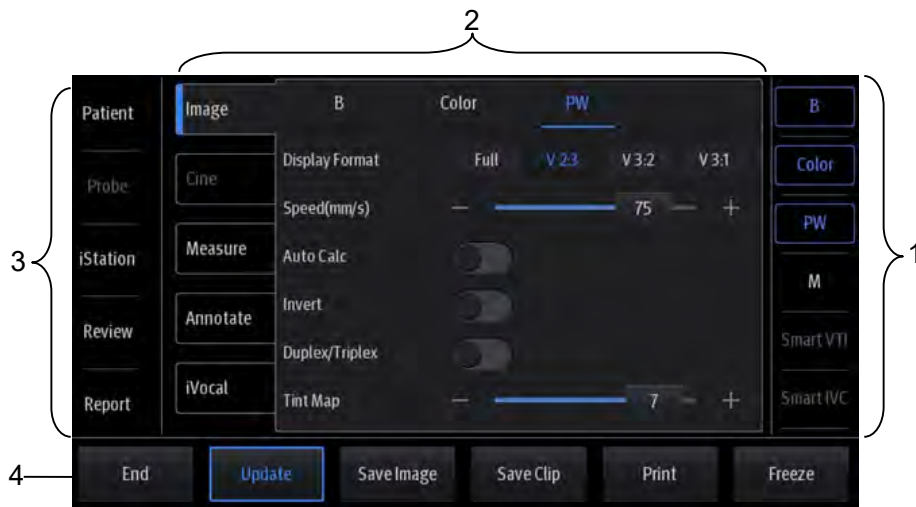 2
Patient
Probe
iStation
Review
Report
Image
Cine
Measure
Annotate
iVocal
B Color PW
Display Format Full V 2:3 V 3:2 V 3:1
Speed(mm/s) − 75 − +
Auto Calc
Invert
Duplex/Triplex
Tint Map − 7 − +
B
Color
PW
M
Smart VTI
Smart IVC
3
1
4
End Update Save Image Save Clip Print Freeze